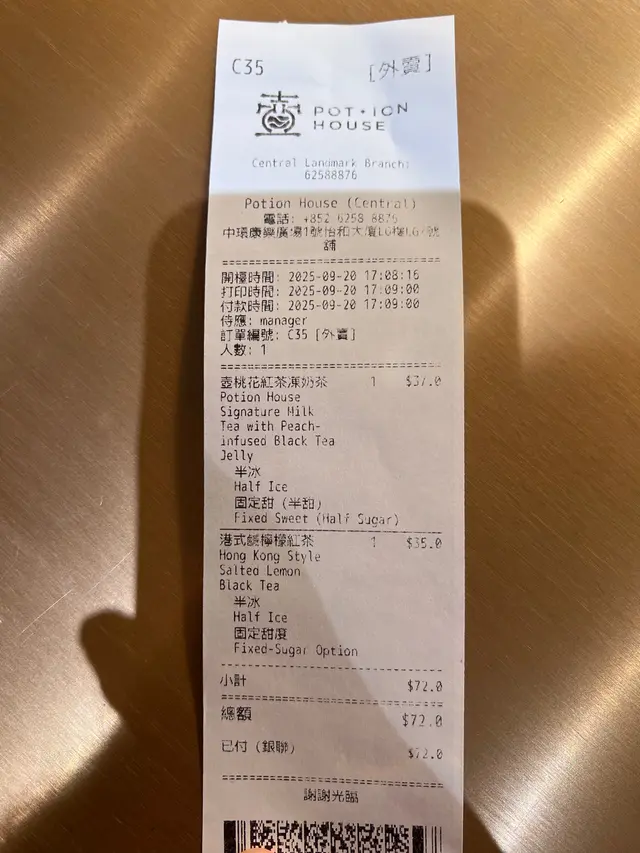 C35 [外賣]
壺 POT·ION
HOUSE
Central Landmark Branch:
62588876
Potion House (Central)
電話: +852 6258 8876
中環康樂廣場1號怡和大廈LG樓LG7號
舖
開檯時間: 2025-09-20 17:08:16
打印時間: 2025-09-20 17:09:00
付款時間: 2025-09-20 17:09:00
侍應: manager
訂單編號: C35 [外賣]
人數: 1
壺桃花紅茶凍奶茶 1 $37.0
Potion House
Signature Milk
Tea with Peach-
infused Black Tea
Jelly
半冰
Half Ice
固定甜 (半甜)
Fixed Sweet (Half Sugar)
港式鹹檸檬紅茶 1 $35.0
Hong Kong Style
Salted Lemon
Black Tea
半冰
Half Ice
固定甜度
Fixed-Sugar Option
小計 $72.0
總額 $72.0
已付 (銀聯) $72.0
謝謝光臨